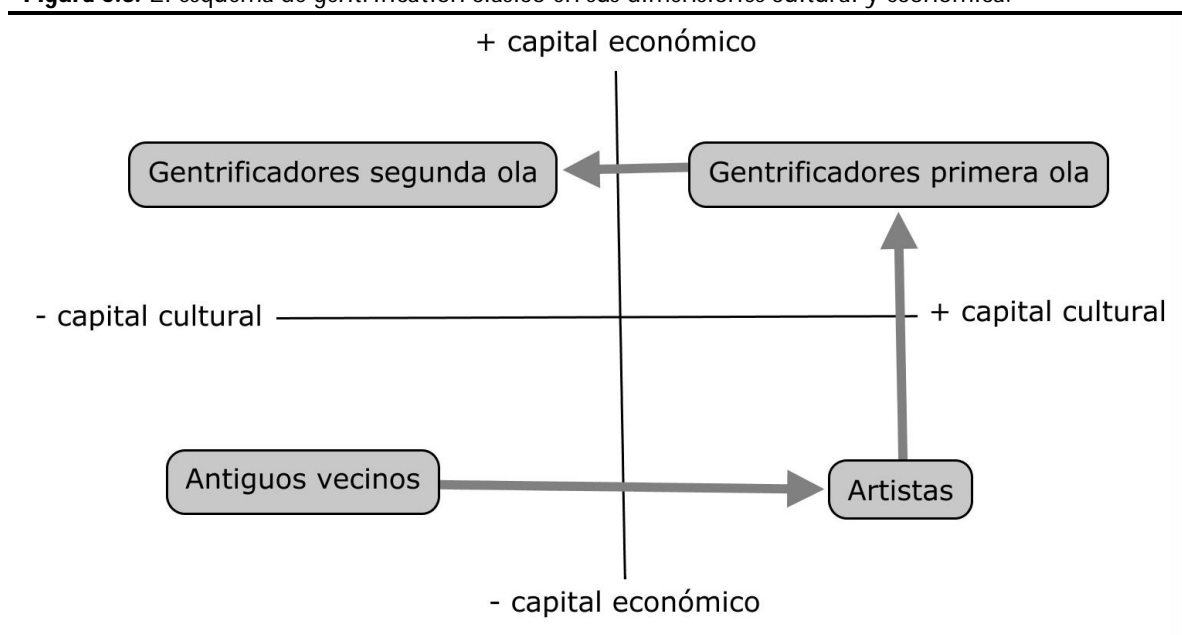 + capital económico
Gentrificadores segunda ola
Gentrificadores primera ola
- capital cultural
+ capital cultural
Antiguos vecinos
Artistas
- capital económico